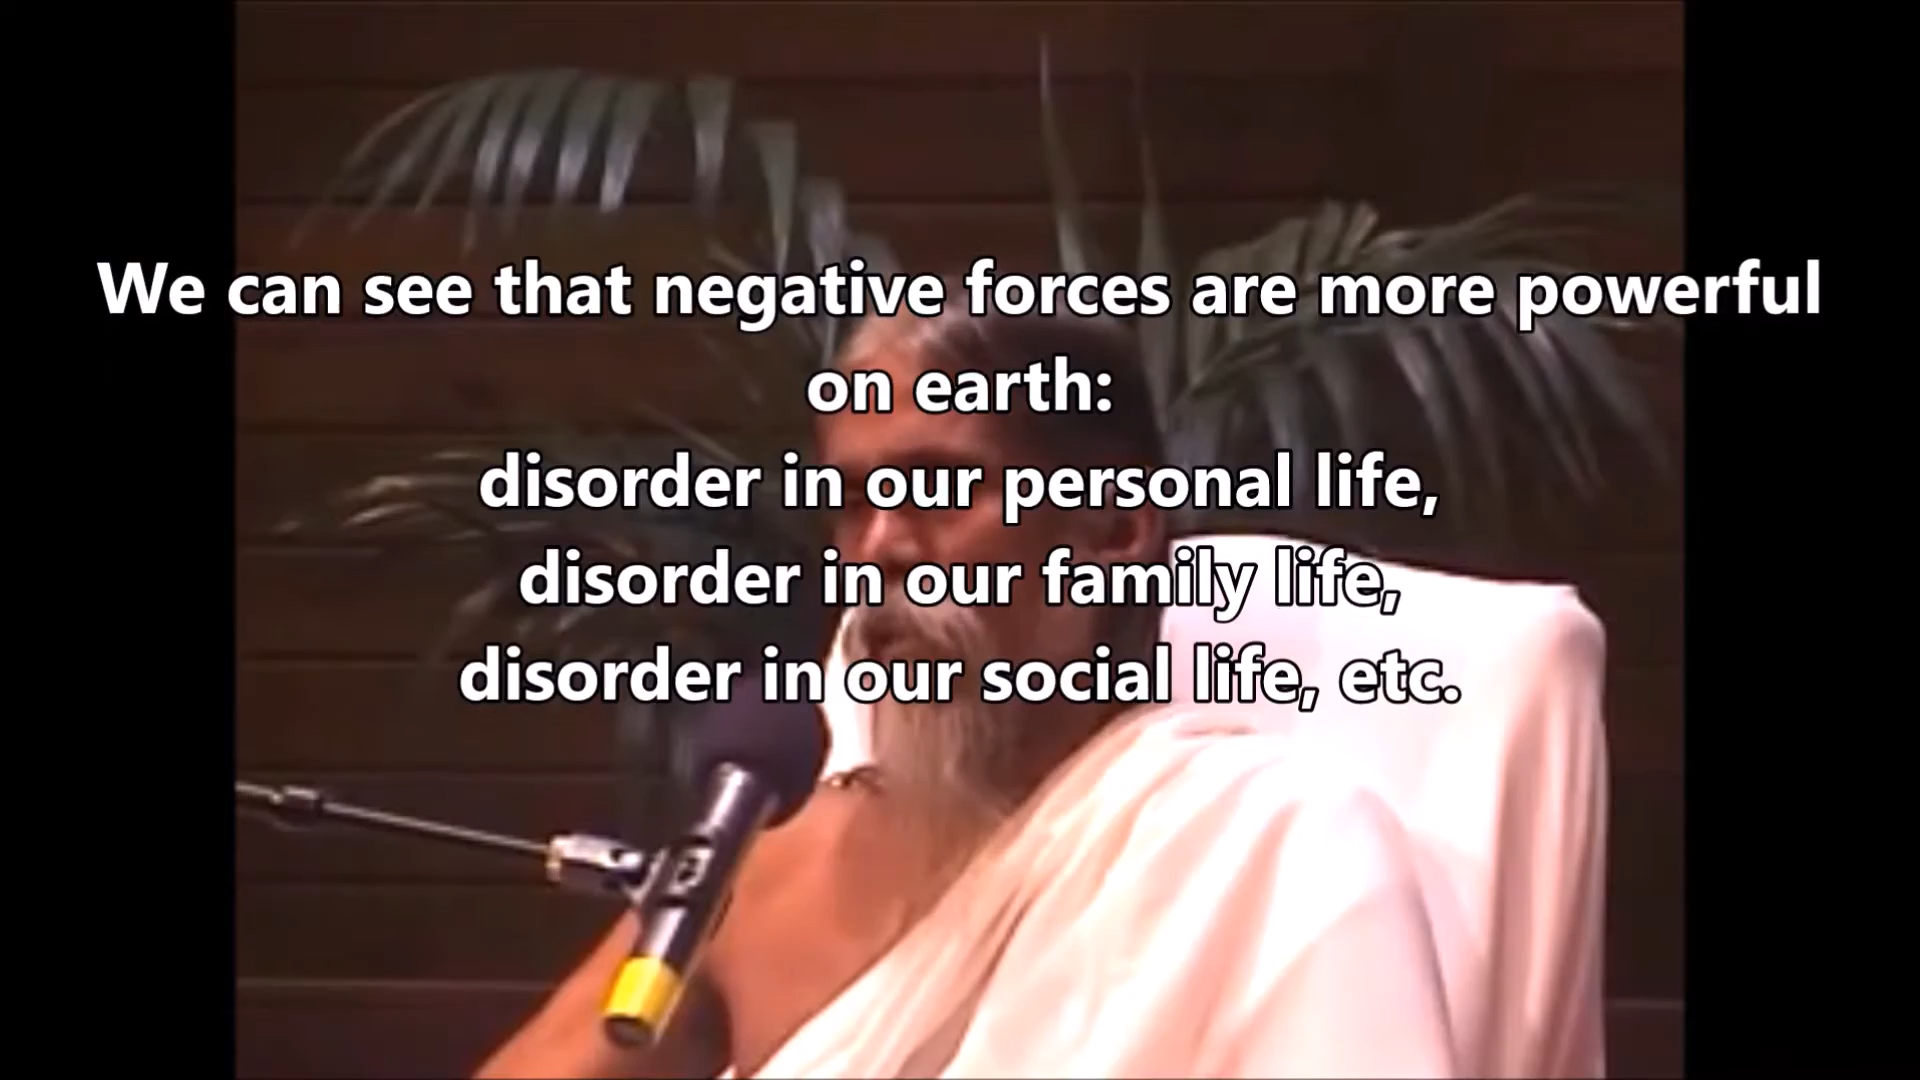 We can see that negative forces are more powerful
on earth:
disorder in our personal life,
disorder in our family life,
disorder in our social life, etc.